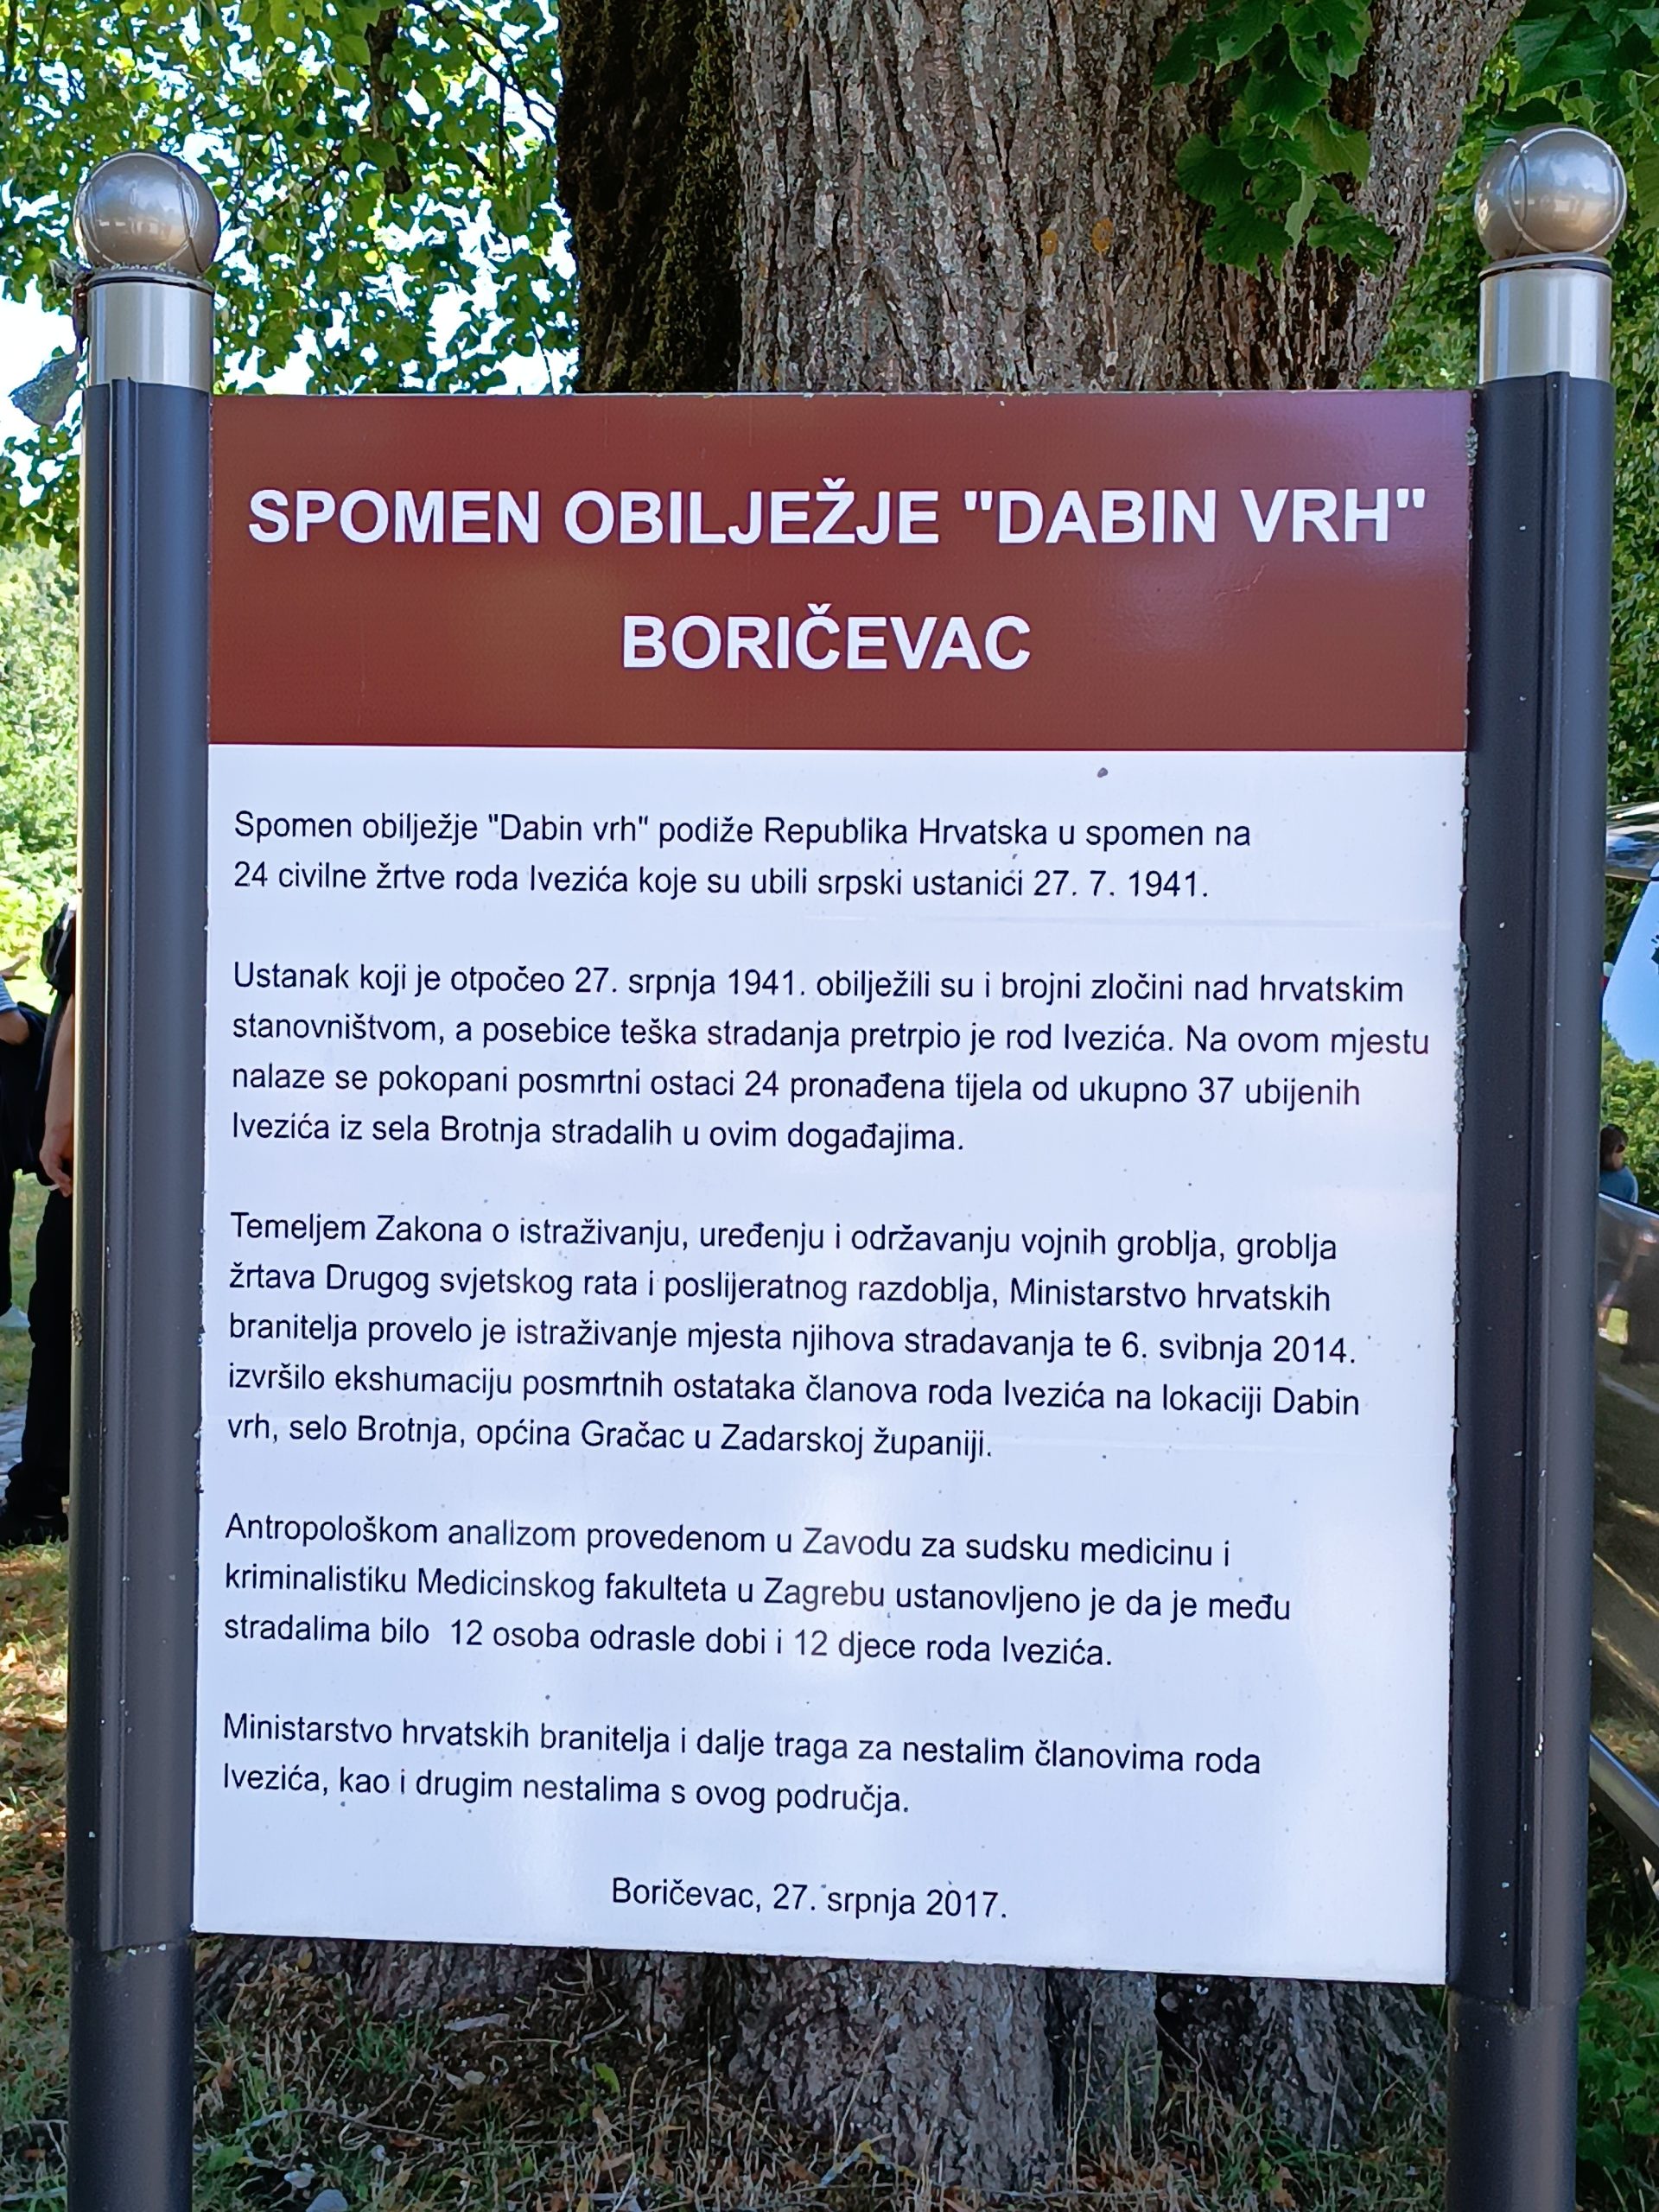 SPOMEN OBILJEŽJE "DABIN VRH"
BORIČEVAC
Spomen obilježje "Dabin vrh" podiže Republika Hrvatska u spomen na
24 civilne žrtve roda Ivezića koje su ubili srpski ustanici 27. 7. 1941.
Ustanak koji je otpočeo 27. srpnja 1941. obilježili su i brojni zločini nad hrvatskim
stanovništvom, a posebice teška stradanja pretrpio je rod Ivezića. Na ovom mjestu
nalaze se pokopani posmrtni ostaci 24 pronađena tijela od ukupno 37 ubijenih
Ivezića iz sela Brotnja stradalih u ovim događajima.
Temeljem Zakona o istraživanju, uređenju i održavanju vojnih groblja, groblja
žrtava Drugog svjetskog rata i poslijeratnog razdoblja, Ministarstvo hrvatskih
branitelja provelo je istraživanje mjesta njihova stradavanja te 6. svibnja 2014.
izvršilo ekshumaciju posmrtnih ostataka članova roda Ivezića na lokaciji Dabin
vrh, selo Brotnja, općina Gračac u Zadarskoj županiji.
Antropološkom analizom provedenom u Zavodu za sudsku medicinu i
kriminalistiku Medicinskog fakulteta u Zagrebu ustanovljeno je da je među
stradalima bilo 12 osoba odrasle dobi i 12 djece roda Ivezića.
Ministarstvo hrvatskih branitelja i dalje traga za nestalim članovima roda
Ivezića, kao i drugim nestalima s ovog područja.
Boričevac, 27. srpnja 2017.